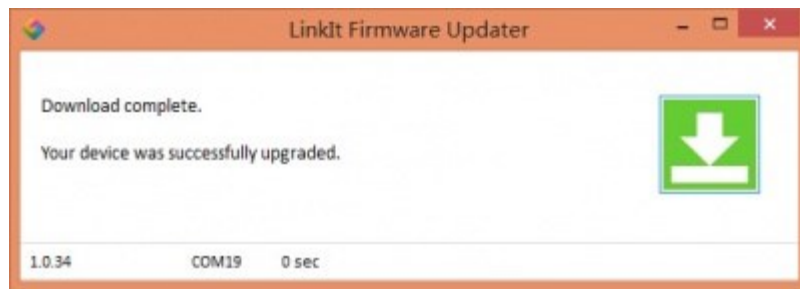 LinkIt Firmware Updater
Download complete.
Your device was successfully upgraded.
1.0.34 COM19 0 sec